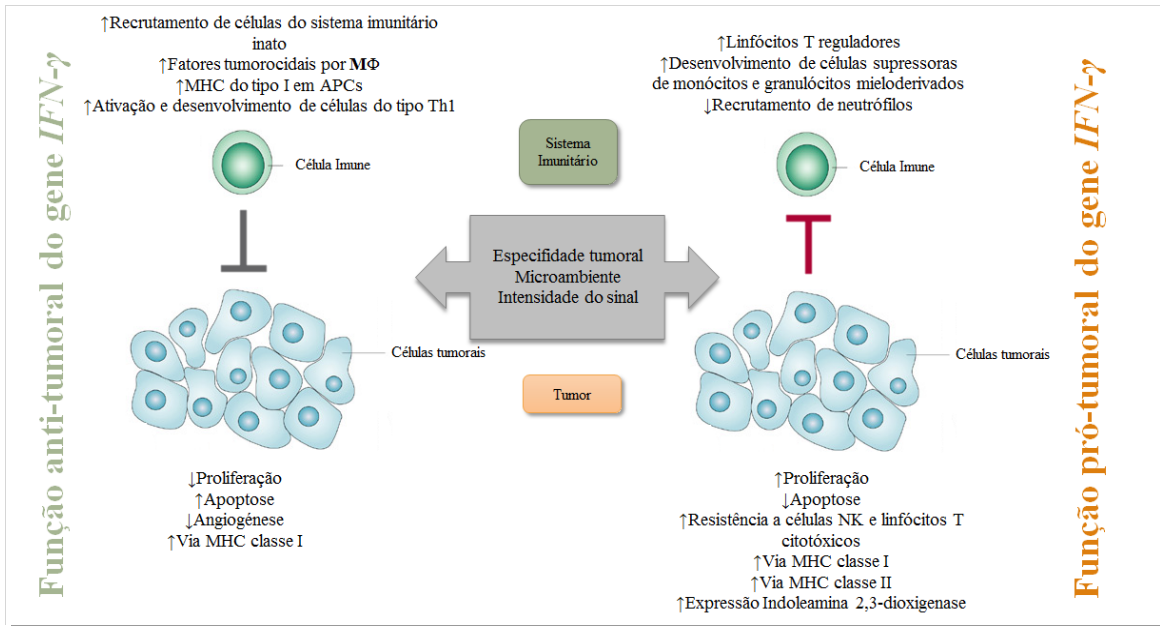 Função anti-tumoral do gene IFN-γ
↑Recrutamento de células do sistema imunitário
inato
↑Fatores tumorocidais por MΦ
↑MHC do tipo I em APCs
↑Ativação e desenvolvimento de células do tipo Th1
Célula Imune
Células tumorais
↓Proliferação
↑Apoptose
↓Angiogénese
↑Via MHC classe I
Sistema
Imunitário
Especifidade tumoral
Microambiente
Intensidade do sinal
Tumor
↑Linfócitos T reguladores
↑Desenvolvimento de células supressoras
de monócitos e granulócitos mieloderivados
↓Recrutamento de neutrófilos
Célula Imune
Células tumorais
↑Proliferação
↓Apoptose
↑Resistência a células NK e linfócitos T
citotóxicos
↑Via MHC classe I
↑Via MHC classe II
↑Expressão Indoleamina 2,3-dioxigenase
Função pró-tumoral do gene IFN-γ